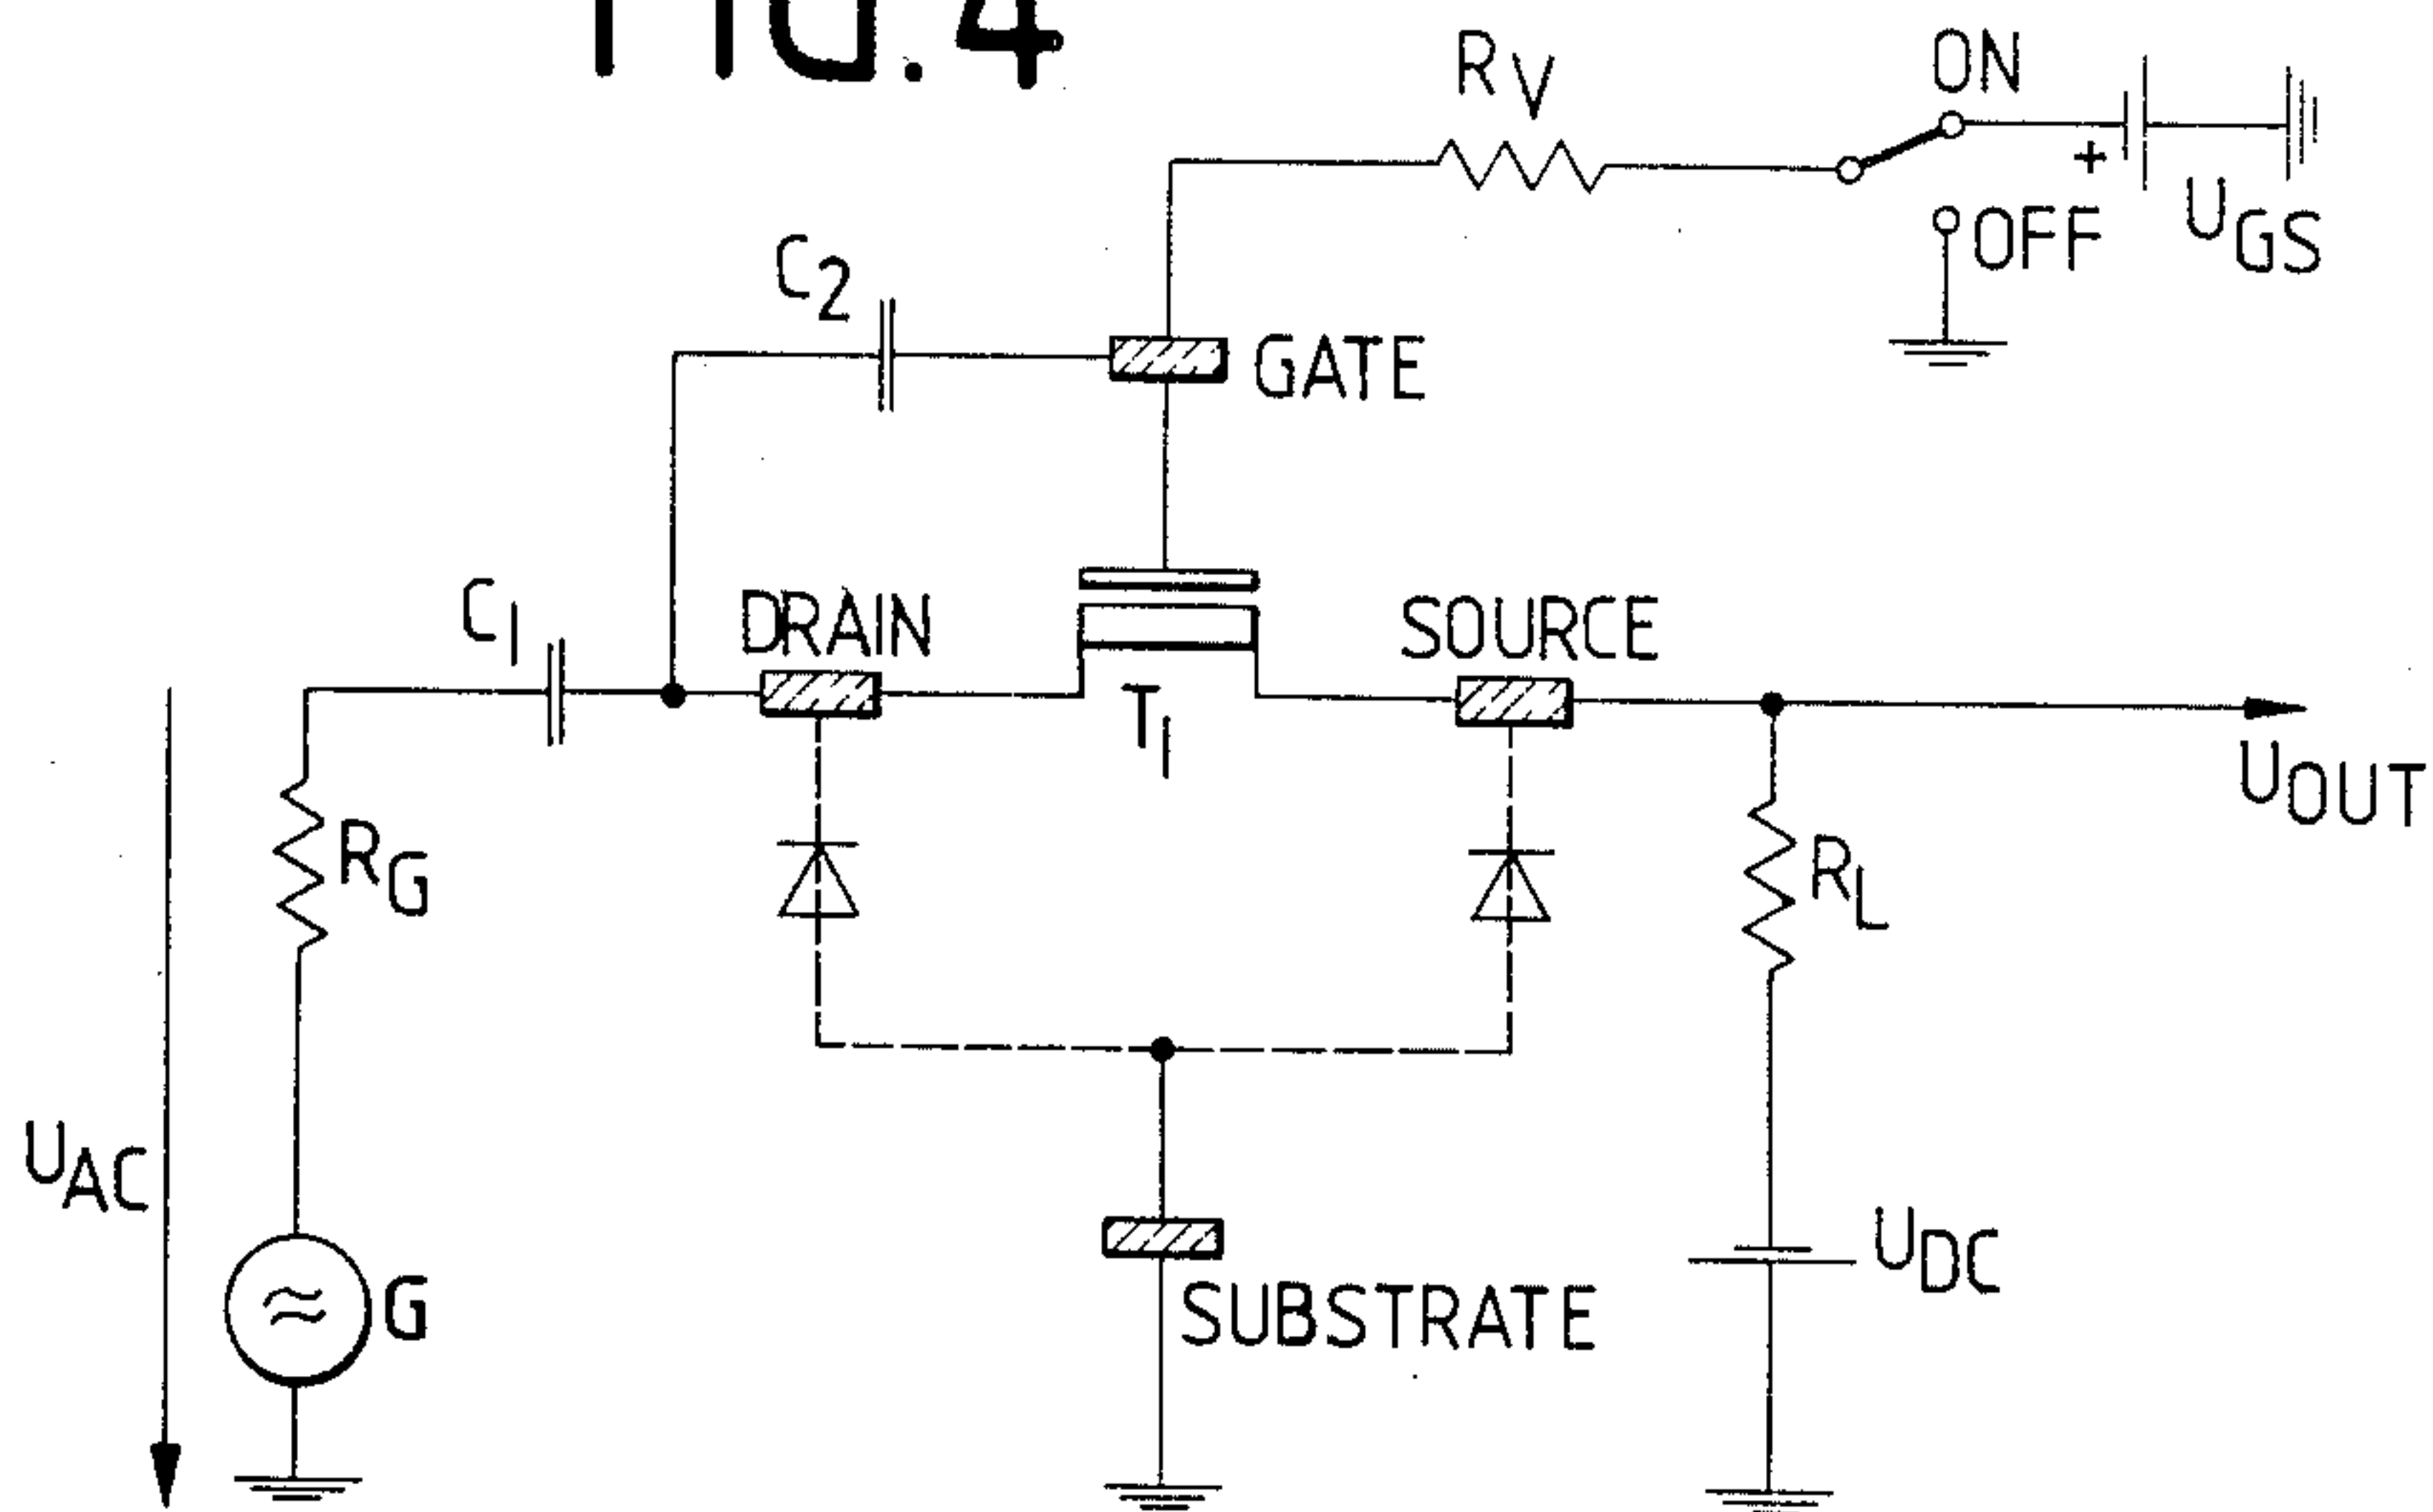 FIG. 4
RV
ON
+
UGS
OFF
C2
GATE
C1
DRAIN
SOURCE
T1
UOUT
RG
RL
UAC
G
UDC
SUBSTRATE